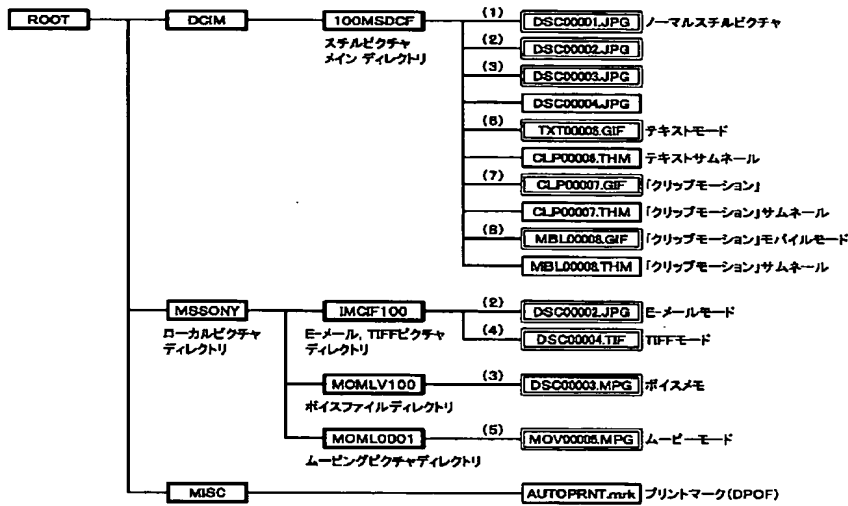 ROOT
DCIM
100MSDCF
スチルピクチャ
メイン ディレクトリ
(1)
DSC00001.JPG
ノーマルスチルピクチャ
(2)
DSC00002.JPG
(3)
DSC00003.JPG
DSC00004.JPG
(6)
TXT00006.GIF
テキストモード
CLP00006.THM
テキストサムネール
(7)
CLP00007.GIF
「クリップモーション」
CLP00007.THM
「クリップモーション」サムネール
(8)
MBL00008.GIF
「クリップモーション」モバイルモード
MBL00008.THM
「クリップモーション」サムネール
MSSONY
ローカルピクチャ
ディレクトリ
IMCIF100
E-メール, TIFFピクチャ
ディレクトリ
(2)
DSC00002.JPG
E-メールモード
(4)
DSC00004.TIF
TIFFモード
MOMLV100
ボイスファイルディレクトリ
(3)
DSC00003.MPG
ボイスメモ
MOML0001
ムービングピクチャディレクトリ
(5)
MOV00005.MPG
ムービーモード
MISC
AUTOPRNT.mrk
プリントマーク(DPOF)